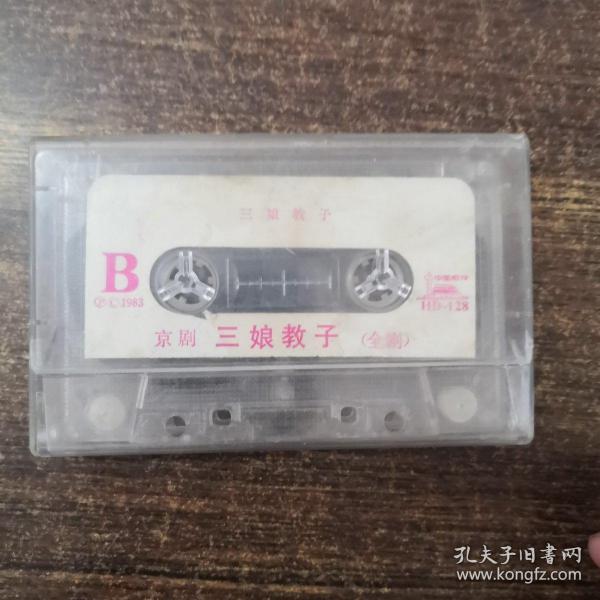 三娘教子
B
Ⓟ©1983
中国唱片
HD-128
京剧 三娘教子 (全剧)
孔夫子旧書网
www.kongfz.com